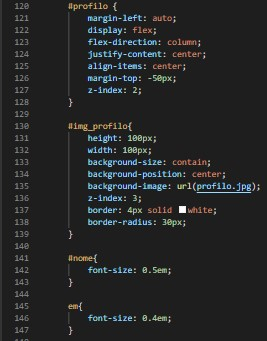 120 #profilo {
121 margin-left: auto;
122 display: flex;
123 flex-direction: column;
124 justify-content: center;
125 align-items: center;
126 margin-top: -50px;
127 z-index: 2;
128 }
129
130 #img_profilo{
131 height: 100px;
132 width: 100px;
133 background-size: contain;
134 background-position: center;
135 background-image: url(profilo.jpg);
136 z-index: 3;
137 border: 4px solid white;
138 border-radius: 30px;
139 }
140
141 #nome{
142 font-size: 0.5em;
143 }
144
145 em{
146 font-size: 0.4em;
147 }